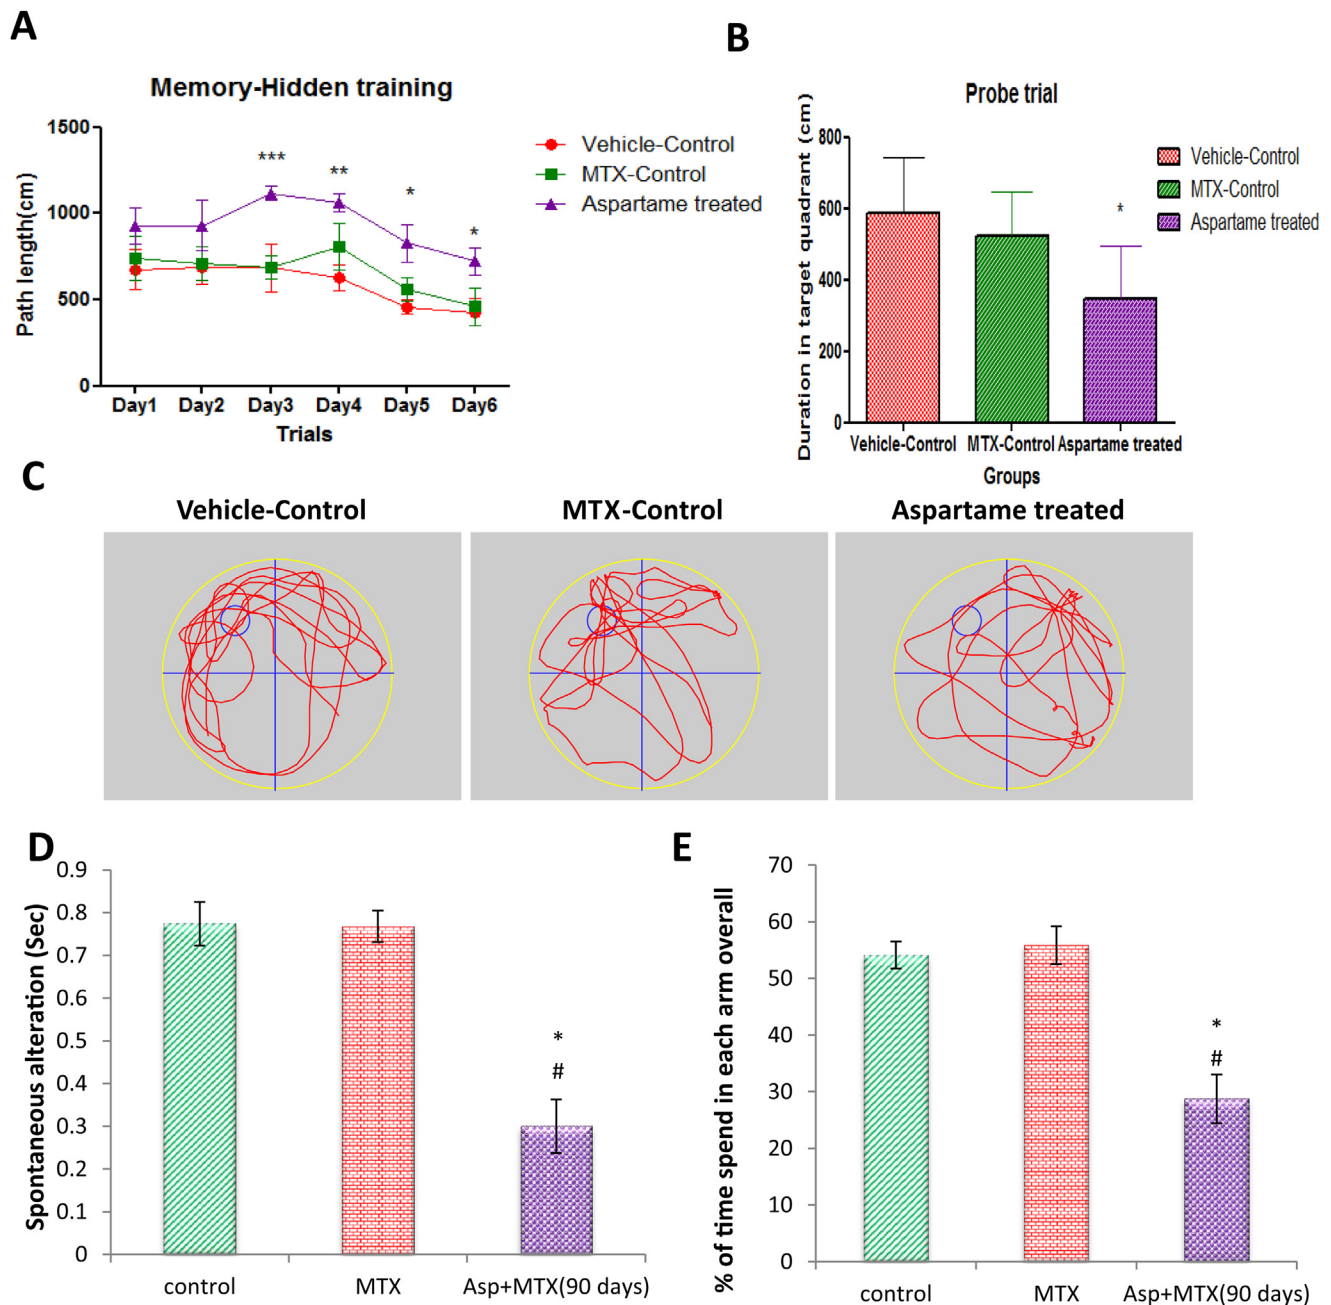 A
Memory-Hidden training
Path length(cm)
1500
1000
500
0
***
**
*
*
Day1 Day2 Day3 Day4 Day5 Day6
Trials
Vehicle-Control
MTX-Control
Aspartame treated
B
Probe trial
Duration in target quadrant (cm)
800
600
400
200
0
*
Vehicle-Control MTX-Control Aspartame treated
Groups
Vehicle-Control
MTX-Control
Aspartame treated
C
Vehicle-Control MTX-Control Aspartame treated
D
Spontaneous alteration (Sec)
0.9
0.8
0.7
0.6
0.5
0.4
0.3
0.2
0.1
0
*
#
control MTX Asp+MTX(90 days)
E
% of time spend in each arm overall
70
60
50
40
30
20
10
0
*
#
control MTX Asp+MTX(90 days)